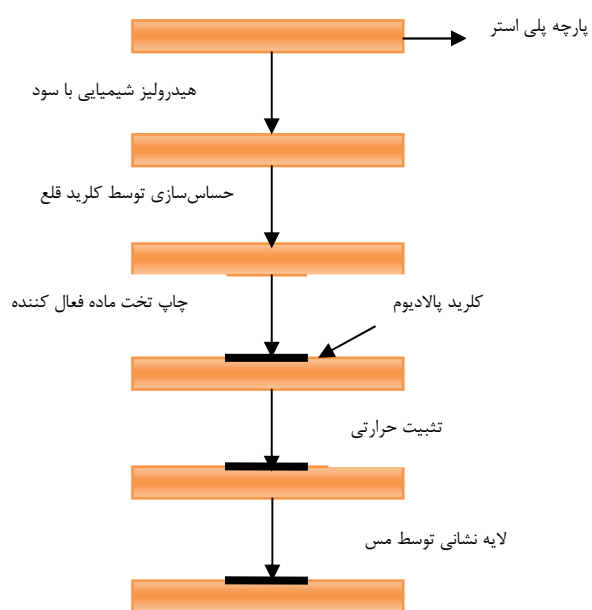 پارچه پلی استر
هیدرولیز شیمیایی با سود
حساس‌سازی توسط کلرید قلع
چاپ تخت ماده فعال کننده
کلرید پالادیوم
تثبیت حرارتی
لایه نشانی توسط مس